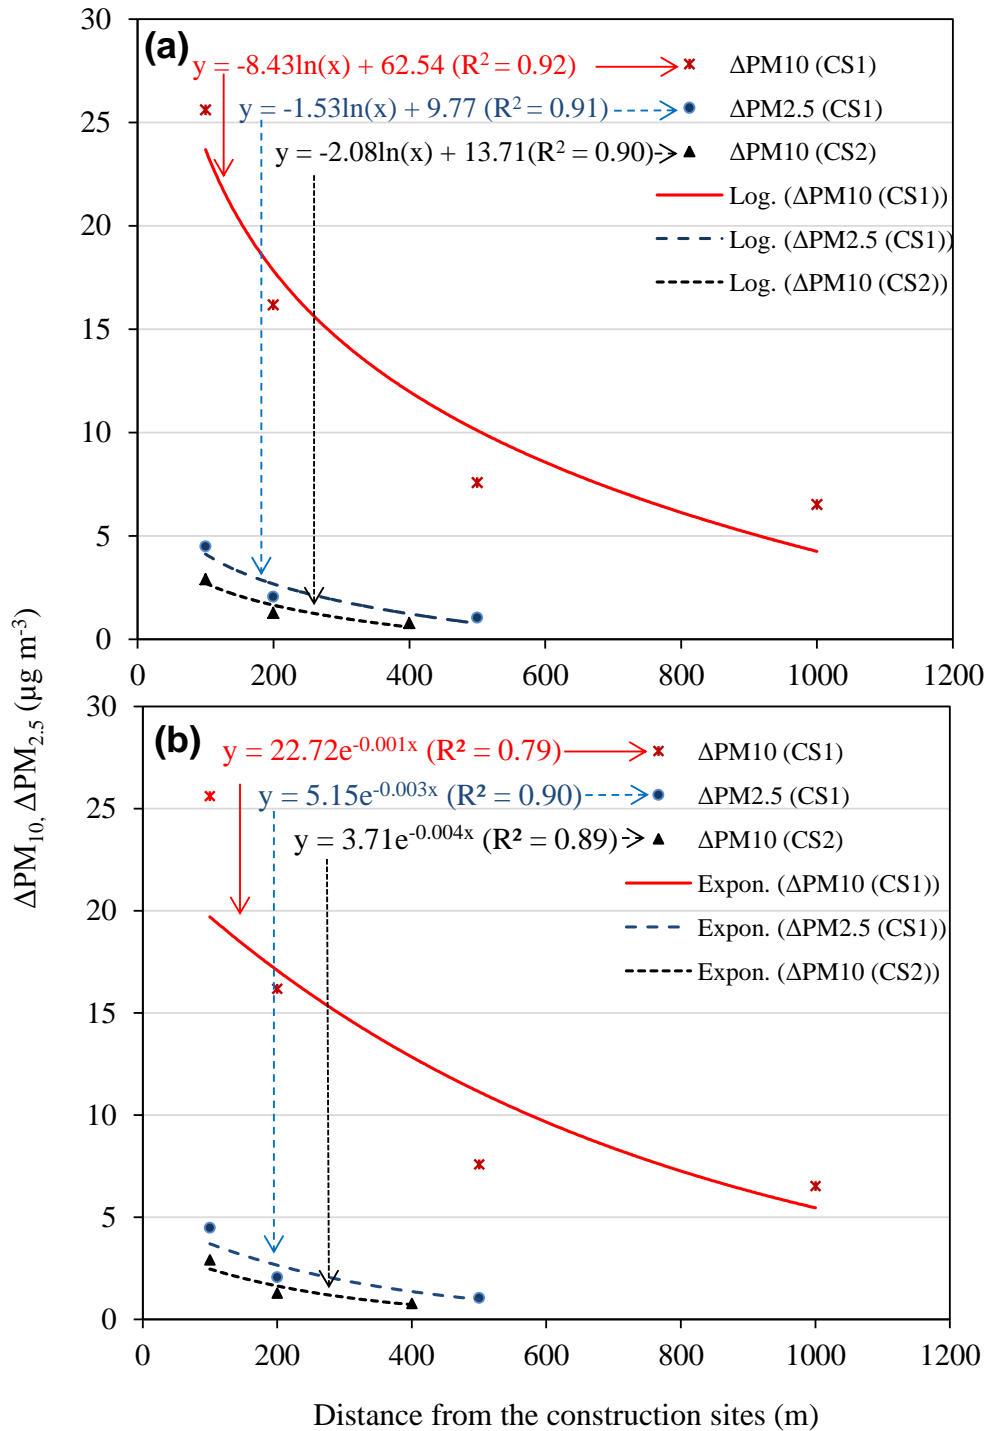 (a)
y = -8.43ln(x) + 62.54 (R² = 0.92)
y = -1.53ln(x) + 9.77 (R² = 0.91)
y = -2.08ln(x) + 13.71(R² = 0.90)
ΔPM10 (CS1)
ΔPM2.5 (CS1)
ΔPM10 (CS2)
Log. (ΔPM10 (CS1))
Log. (ΔPM2.5 (CS1))
Log. (ΔPM10 (CS2))
30
25
20
15
10
5
0
0 200 400 600 800 1000 1200
ΔPM₁₀, ΔPM₂.₅ (µg m⁻³)
(b)
y = 22.72e⁻⁰·⁰⁰¹ˣ (R² = 0.79)
y = 5.15e⁻⁰·⁰⁰³ˣ (R² = 0.90)
y = 3.71e⁻⁰·⁰⁰⁴ˣ (R² = 0.89)
ΔPM10 (CS1)
ΔPM2.5 (CS1)
ΔPM10 (CS2)
Expon. (ΔPM10 (CS1))
Expon. (ΔPM2.5 (CS1))
Expon. (ΔPM10 (CS2))
30
25
20
15
10
5
0
0 200 400 600 800 1000 1200
Distance from the construction sites (m)